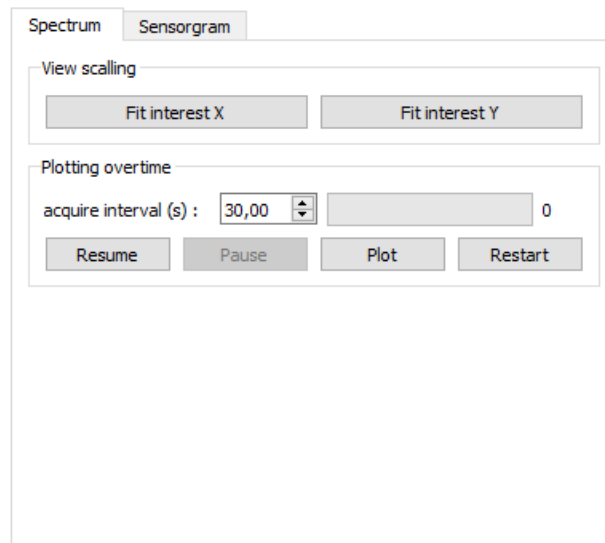 Spectrum Sensorgram
View scalling
Fit interest X Fit interest Y
Plotting overtime
acquire interval (s) : 30,00 0
Resume Pause Plot Restart